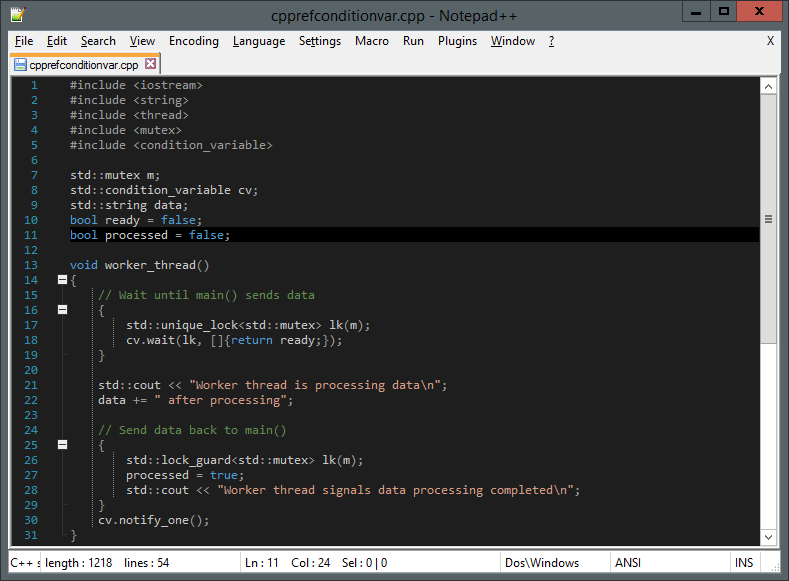 cpprefconditionvar.cpp - Notepad++
File Edit Search View Encoding Language Settings Macro Run Plugins Window ? X
cpprefconditionvar.cpp
1 #include <iostream>
2 #include <string>
3 #include <thread>
4 #include <mutex>
5 #include <condition_variable>
6
7 std::mutex m;
8 std::condition_variable cv;
9 std::string data;
10 bool ready = false;
11 bool processed = false;
12
13 void worker_thread()
14 {
15 // Wait until main() sends data
16 {
17 std::unique_lock<std::mutex> lk(m);
18 cv.wait(lk, []{return ready;});
19 }
20
21 std::cout << "Worker thread is processing data\n";
22 data += " after processing";
23
24 // Send data back to main()
25 {
26 std::lock_guard<std::mutex> lk(m);
27 processed = true;
28 std::cout << "Worker thread signals data processing completed\n";
29 }
30 cv.notify_one();
31 }
C++ s length : 1218 lines : 54 Ln : 11 Col : 24 Sel : 0 | 0 Dos\Windows ANSI INS